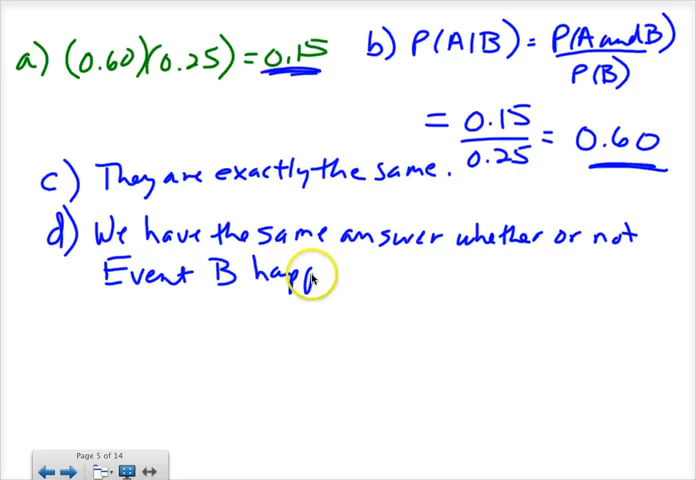 a) (0.60)(0.25) = 0.15
b) P(A|B) = P(A and B) / P(B)
= 0.15 / 0.25 = 0.60
c) They are exactly the same.
d) We have the same answer whether or not
Event B happ
Page 5 of 14